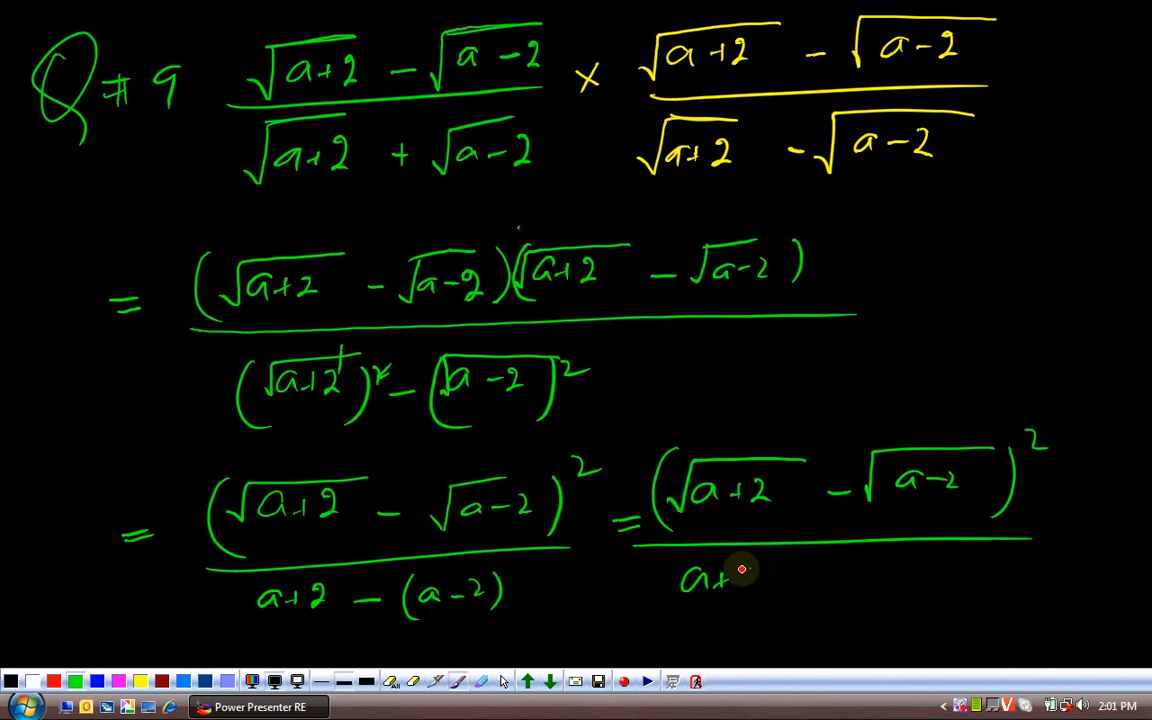 Q # 9 (√(a+2) - √(a-2)) / (√(a+2) + √(a-2)) × (√(a+2) - √(a-2)) / (√(a+2) - √(a-2))
= (√(a+2) - √(a-2))(√(a+2) - √(a-2)) / ((√(a+2))² - (√(a-2))²)
= (√(a+2) - √(a-2))² / (a+2 - (a-2)) = (√(a+2) - √(a-2))² / (a+
All
Power Presenter RE
2:01 PM